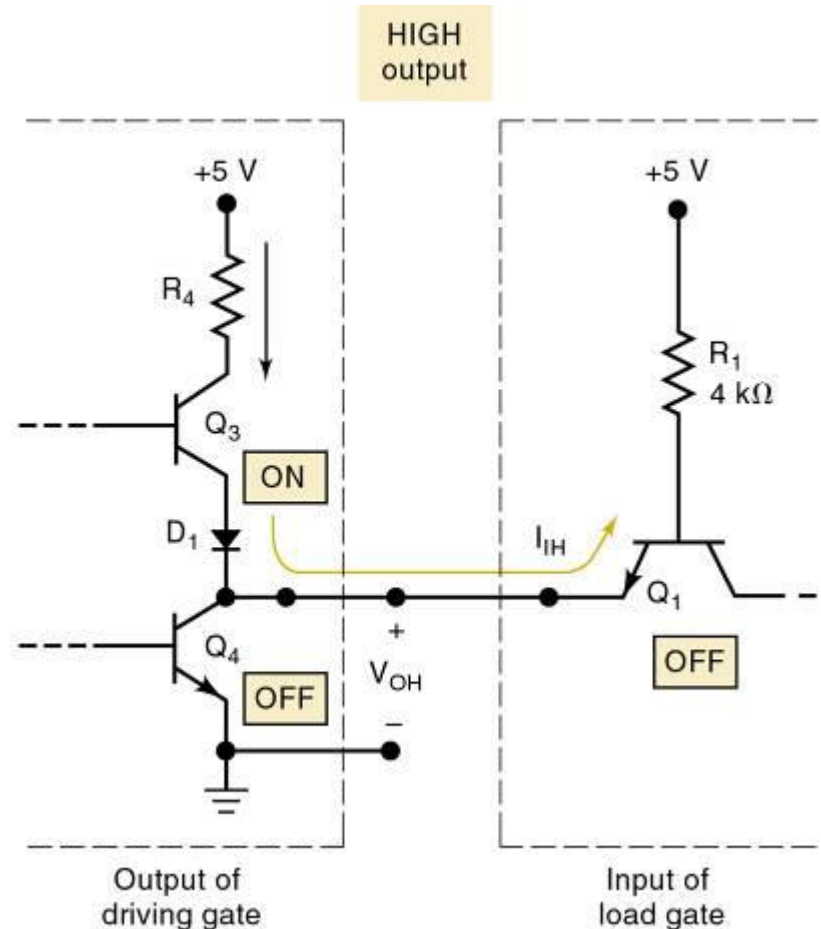 HIGH
output
+5 V
+5 V
R4
R1
4 kΩ
Q3
ON
D1
IIH
Q1
+
Q4
VOH
OFF
OFF
–
Output of
driving gate
Input of
load gate